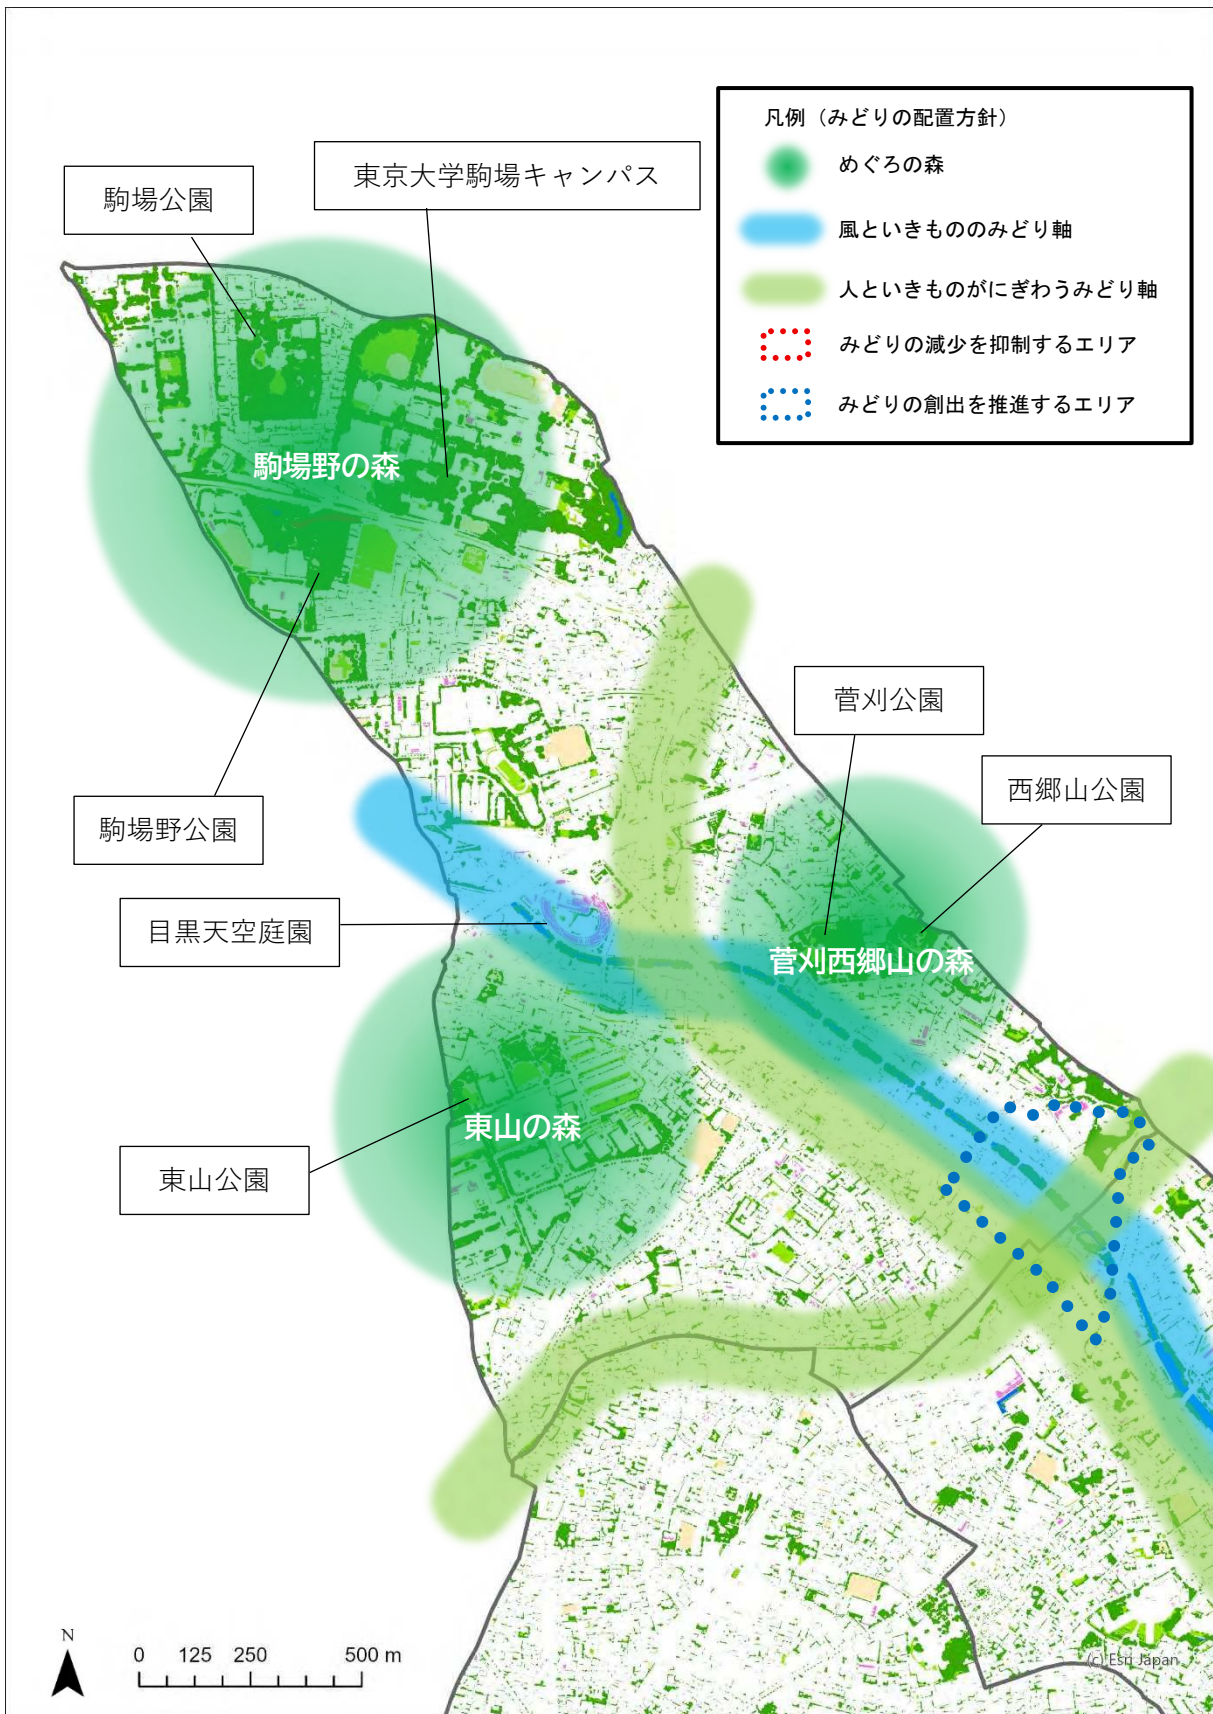 凡例（みどりの配置方針）
めぐろの森
風といきもののみどり軸
人といきものがにぎわうみどり軸
みどりの減少を抑制するエリア
みどりの創出を推進するエリア
東京大学駒場キャンパス
駒場公園
駒場野の森
菅刈公園
西郷山公園
駒場野公園
目黒天空庭園
菅刈西郷山の森
東山の森
東山公園
N
0 125 250 500 m
(c) Esri Japan